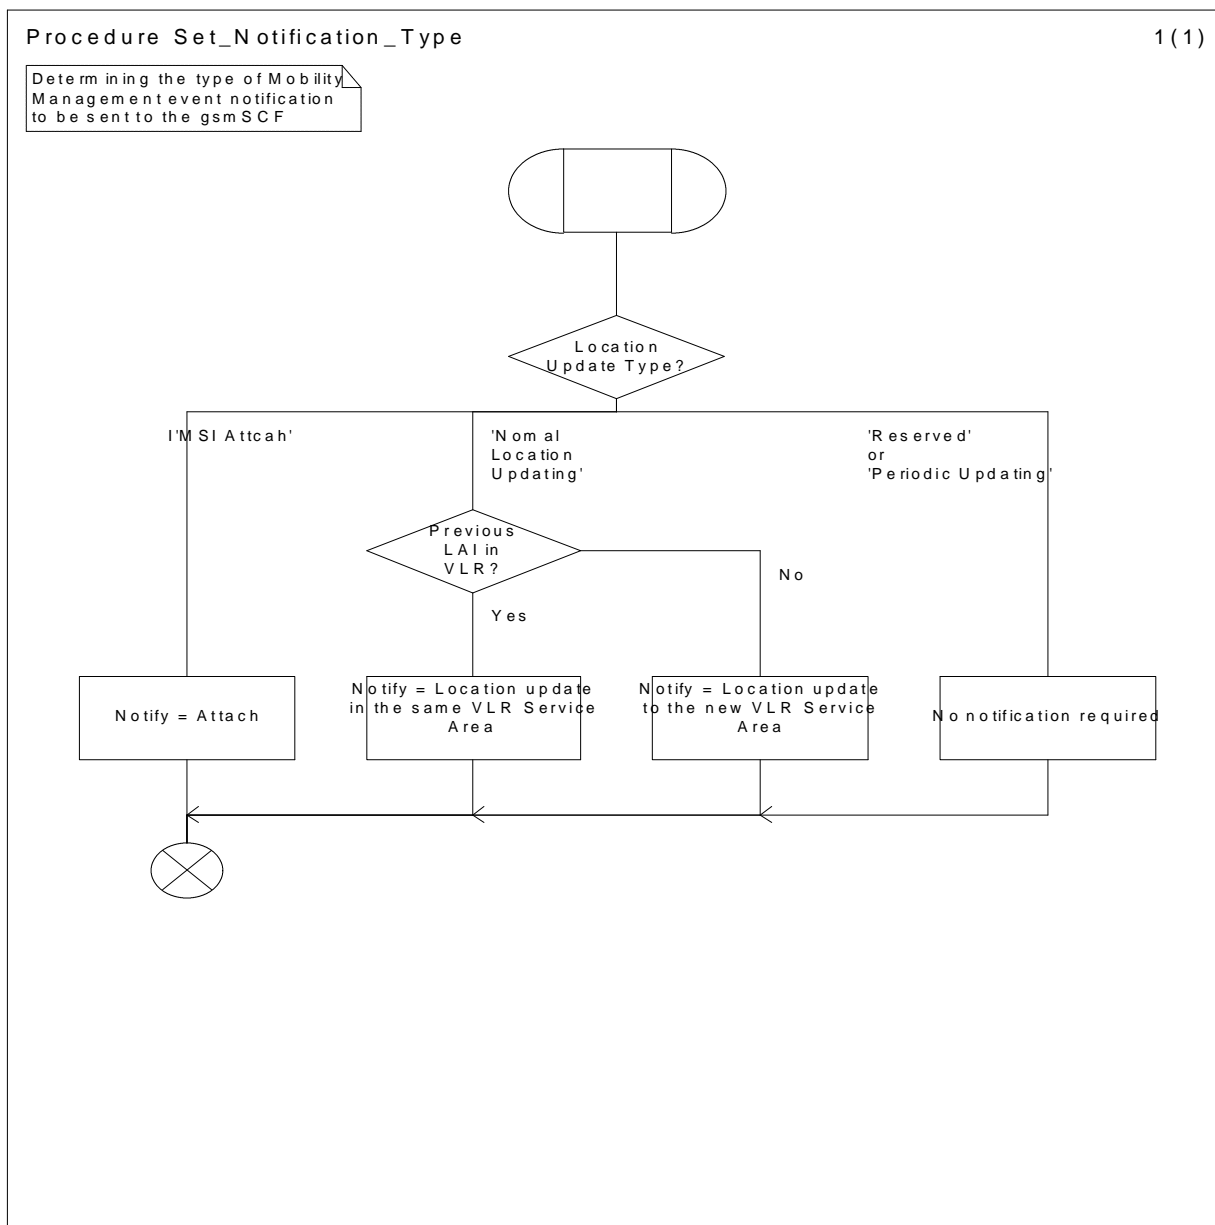 Procedure Set_Notification_Type
1(1)
Determining the type of Mobility
Management event notification
to be sent to the gsmSCF
Location
Update Type?
I'MSI Attcah'
'Nomal
Location
Updating'
'Reserved'
or
'Periodic Updating'
Previous
LAI in
VLR?
No
Yes
Notify = Attach
Notify = Location update
in the same VLR Service
Area
Notify = Location update
to the new VLR Service
Area
No notification required